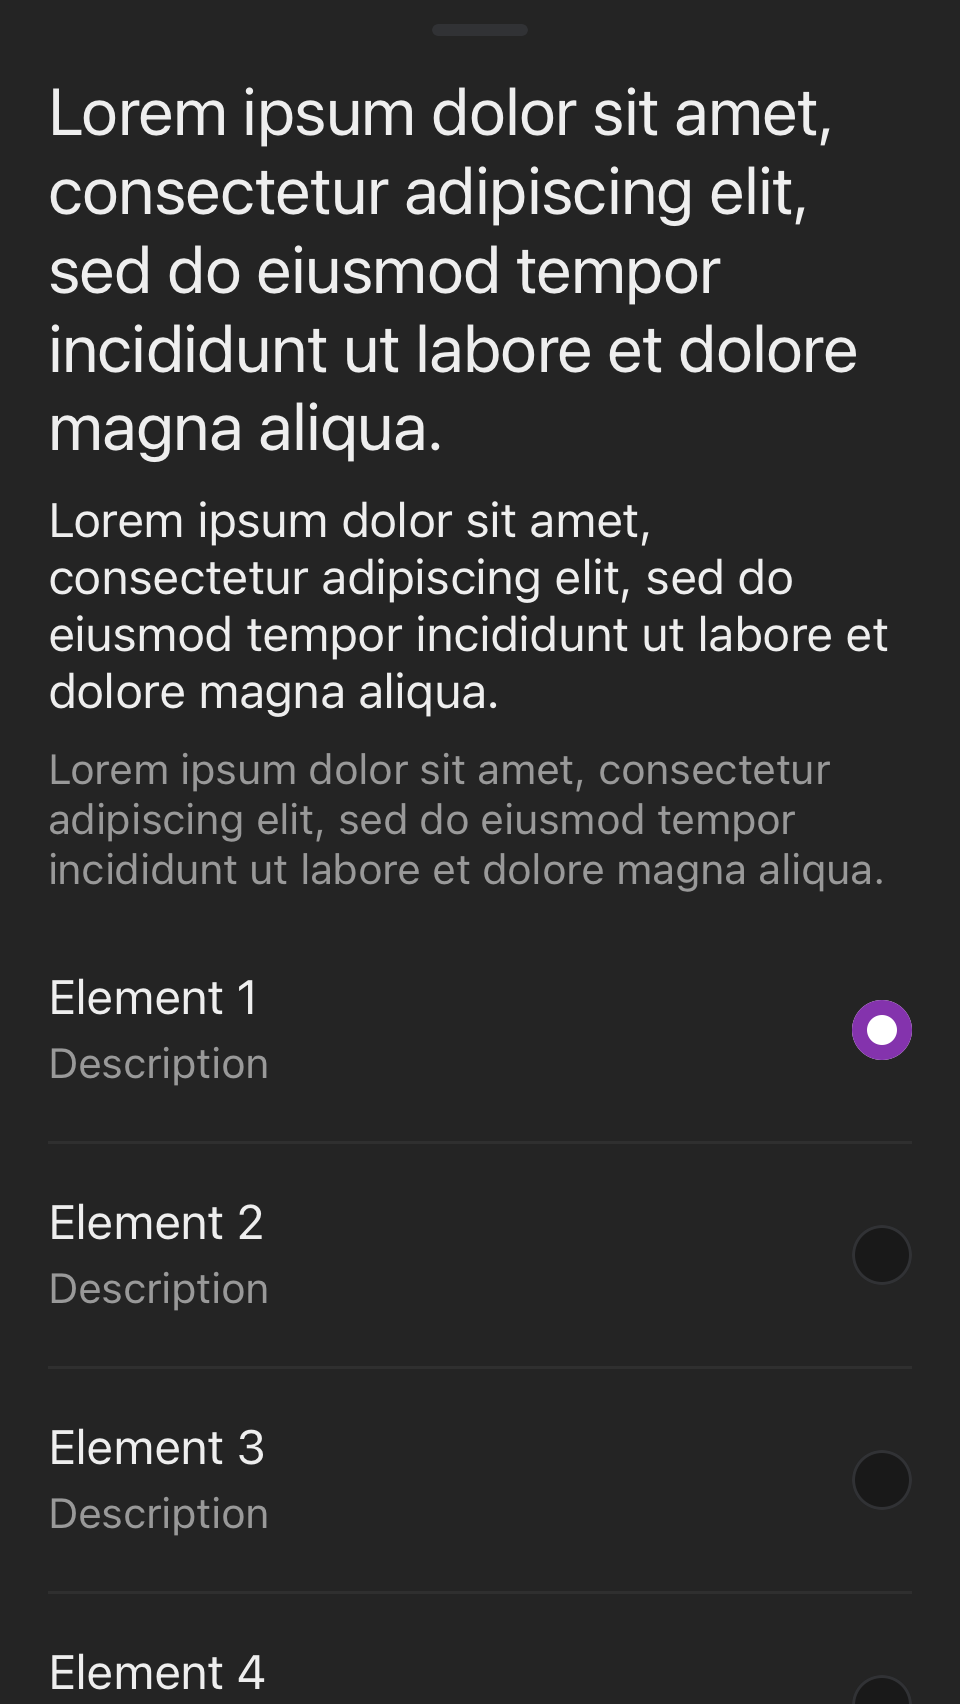 Lorem ipsum dolor sit amet,
consectetur adipiscing elit,
sed do eiusmod tempor
incididunt ut labore et dolore
magna aliqua.
Lorem ipsum dolor sit amet,
consectetur adipiscing elit, sed do
eiusmod tempor incididunt ut labore et
dolore magna aliqua.
Lorem ipsum dolor sit amet, consectetur
adipiscing elit, sed do eiusmod tempor
incididunt ut labore et dolore magna aliqua.
Element 1
Description
Element 2
Description
Element 3
Description
Element 4